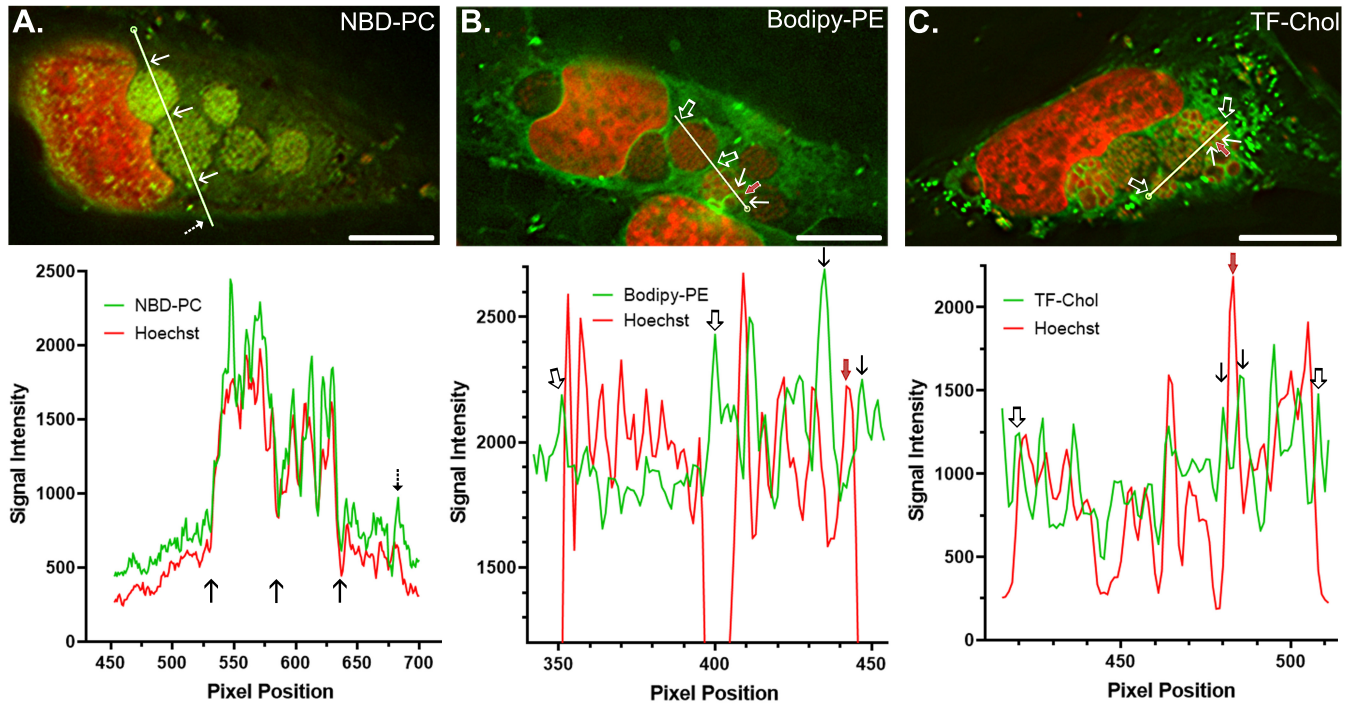 A. NBD-PC
B. Bodipy-PE
C. TF-Chol
NBD-PC
Hoechst
Signal Intensity
2500
2000
1500
1000
500
0
450 500 550 600 650 700
Pixel Position
Bodipy-PE
Hoechst
Signal Intensity
2500
2000
1500
350 400 450
Pixel Position
TF-Chol
Hoechst
Signal Intensity
2000
1500
1000
500
0
450 500
Pixel Position